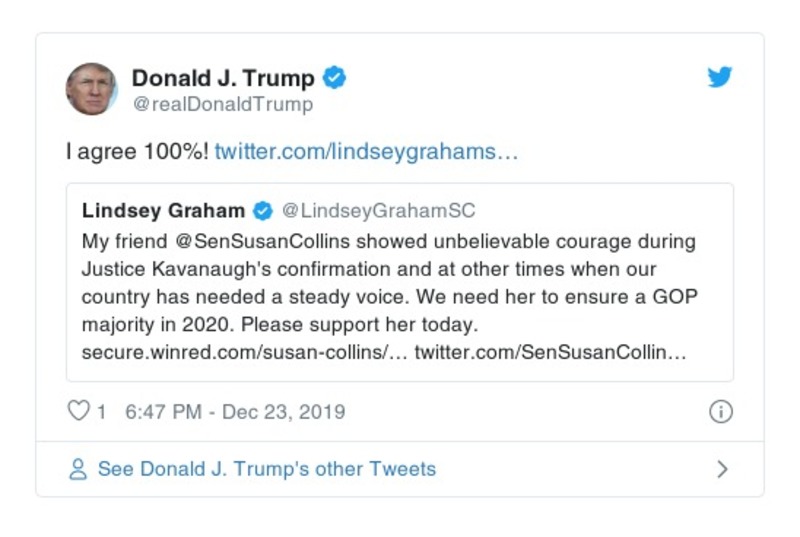 Donald J. Trump
@realDonaldTrump
I agree 100%! twitter.com/lindseygrahams…
Lindsey Graham @LindseyGrahamSC
My friend @SenSusanCollins showed unbelievable courage during
Justice Kavanaugh's confirmation and at other times when our
country has needed a steady voice. We need her to ensure a GOP
majority in 2020. Please support her today.
secure.winred.com/susan-collins/… twitter.com/SenSusanCollin…
1 6:47 PM - Dec 23, 2019
See Donald J. Trump's other Tweets